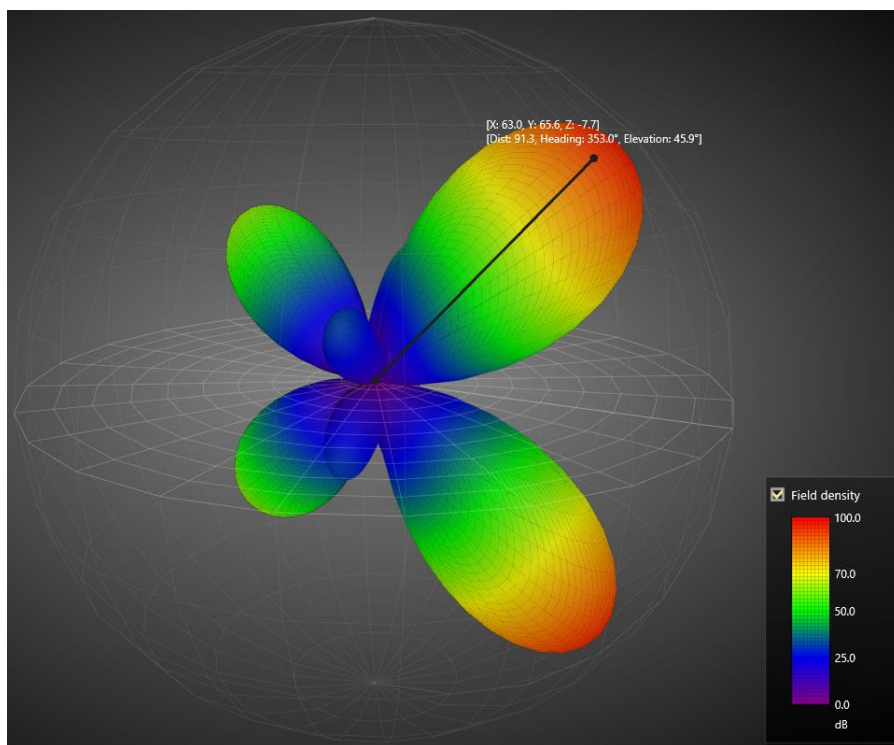 [X: 63.0, Y: 65.6, Z: -7.7]
[Dist: 91.3, Heading: 353.0°, Elevation: 45.9°]
Field density
100.0
70.0
50.0
25.0
0.0
dB